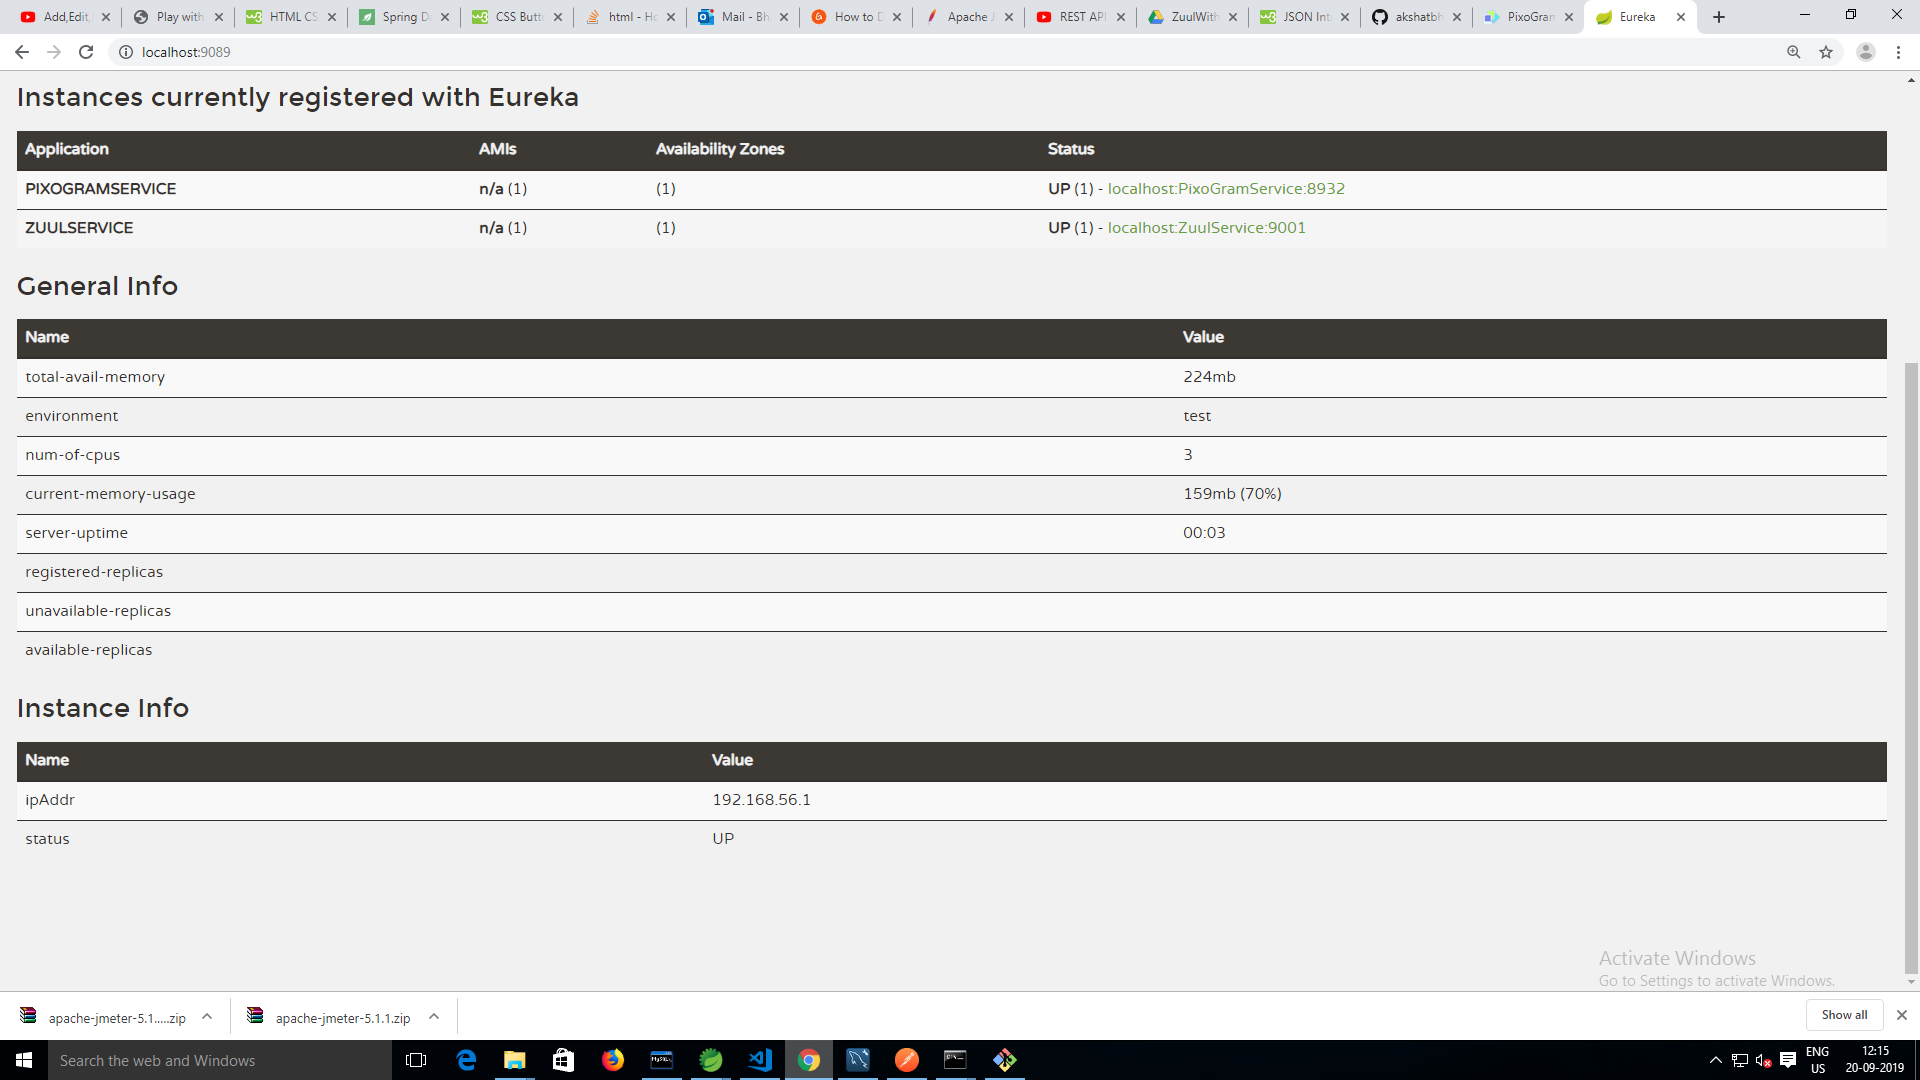 Add,Edit,
Play with
HTML CS
Spring D
CSS Butt
html - Ho
Mail - Bh
How to D
Apache J
REST API
ZuulWith
JSON Int
akshatbh
PixoGram
Eureka
localhost:9089
Instances currently registered with Eureka
Application AMIs Availability Zones Status
PIXOGRAMSERVICE n/a (1) (1) UP (1) - localhost:PixoGramService:8932
ZUULSERVICE n/a (1) (1) UP (1) - localhost:ZuulService:9001
General Info
Name Value
total-avail-memory 224mb
environment test
num-of-cpus 3
current-memory-usage 159mb (70%)
server-uptime 00:03
registered-replicas
unavailable-replicas
available-replicas
Instance Info
Name Value
ipAddr 192.168.56.1
status UP
Activate Windows
Go to Settings to activate Windows.
apache-jmeter-5.1.....zip
apache-jmeter-5.1.1.zip
Show all
Search the web and Windows
ENG
US
12:15
20-09-2019